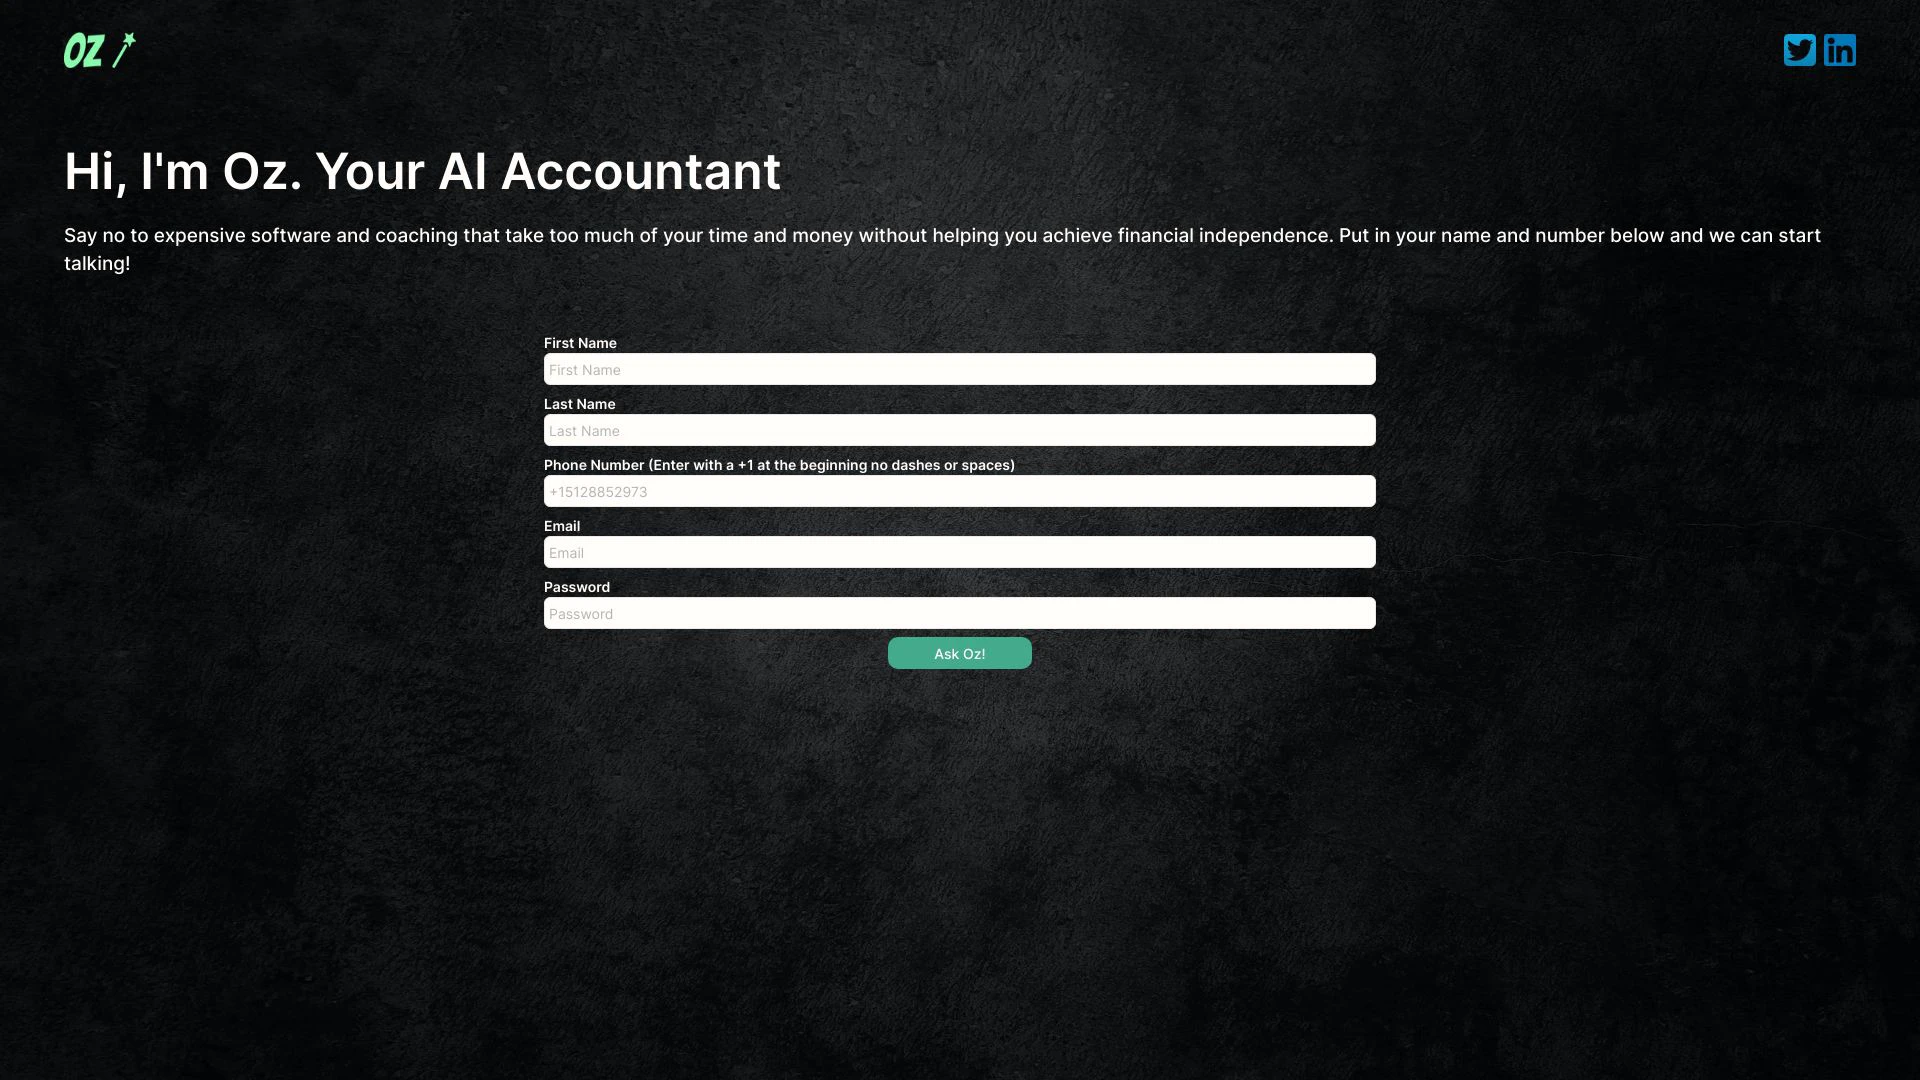 OZ
Hi, I'm Oz. Your AI Accountant
Say no to expensive software and coaching that take too much of your time and money without helping you achieve financial independence. Put in your name and number below and we can start
talking!
First Name
First Name
Last Name
Last Name
Phone Number (Enter with a +1 at the beginning no dashes or spaces)
+15128852973
Email
Email
Password
Password
Ask Oz!